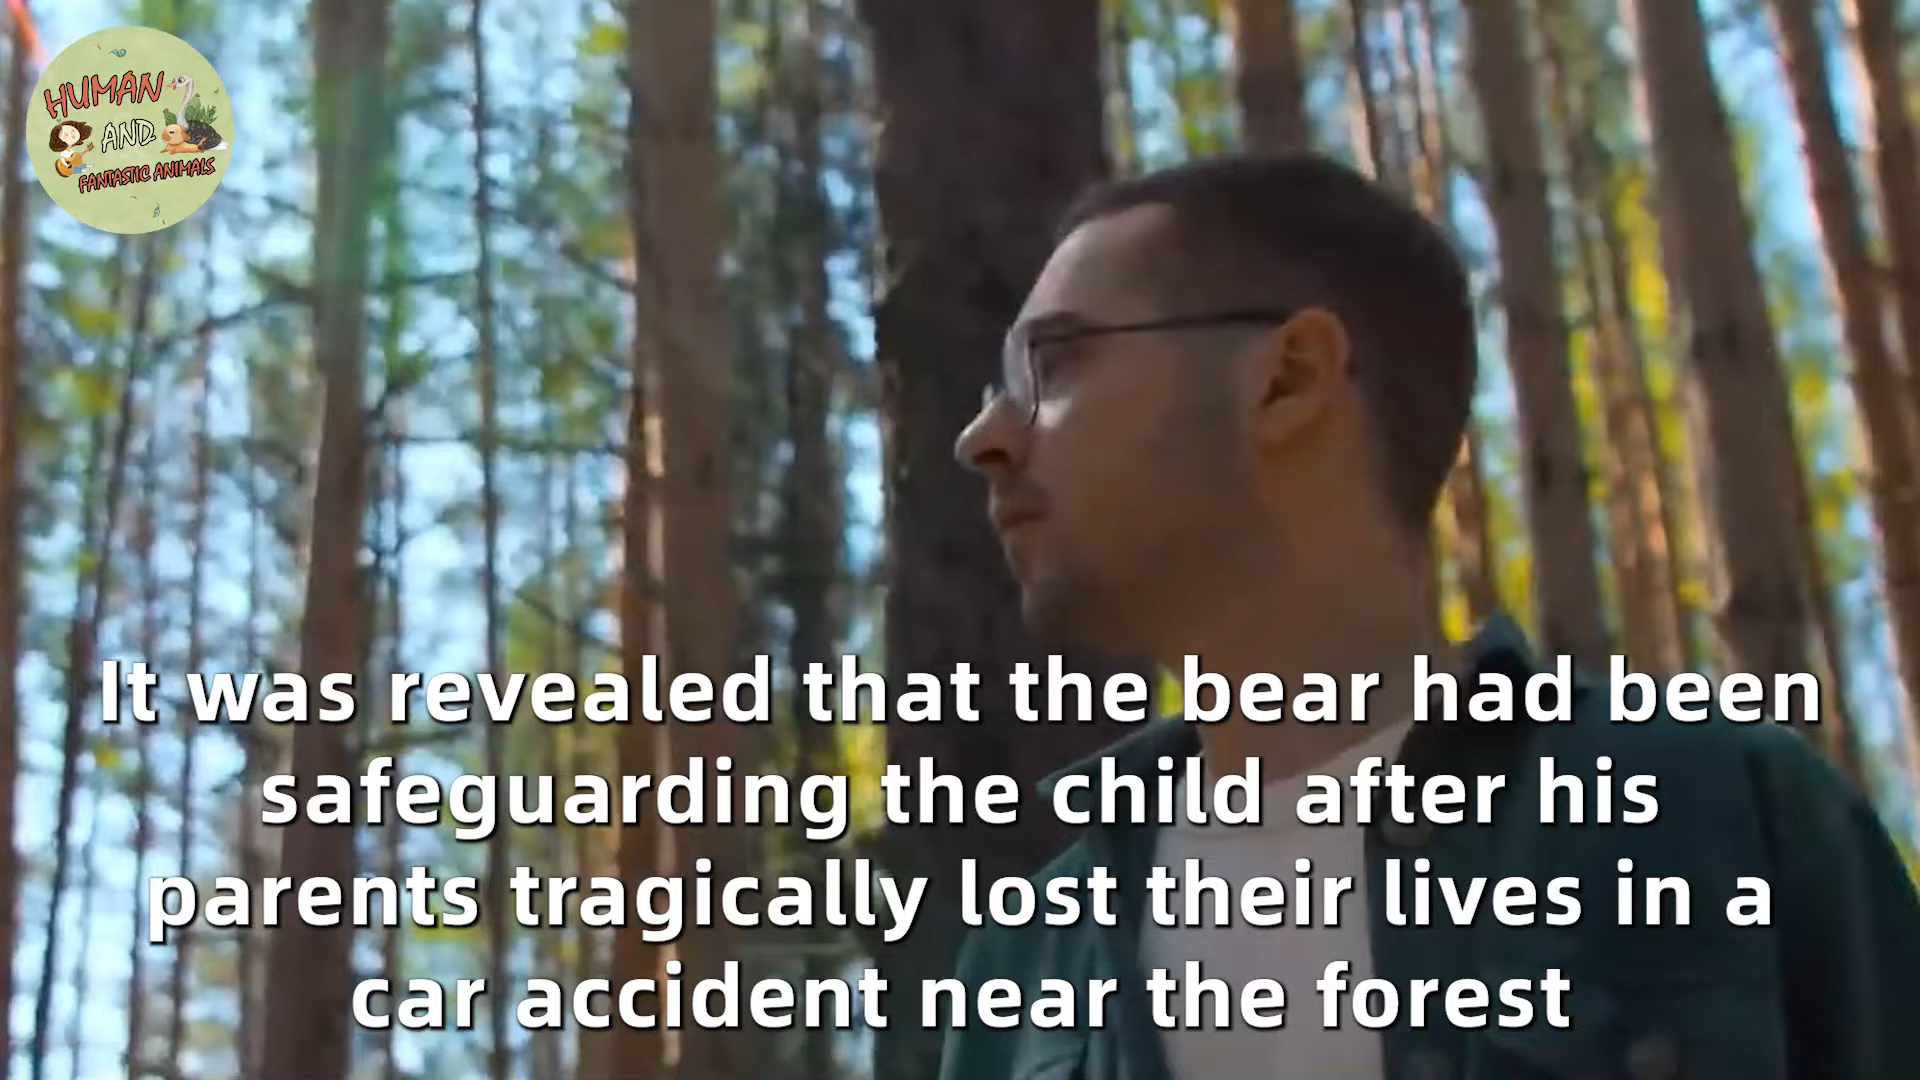 HUMAN
AND
FANTASTIC ANIMALS
It was revealed that the bear had been
safeguarding the child after his
parents tragically lost their lives in a
car accident near the forest